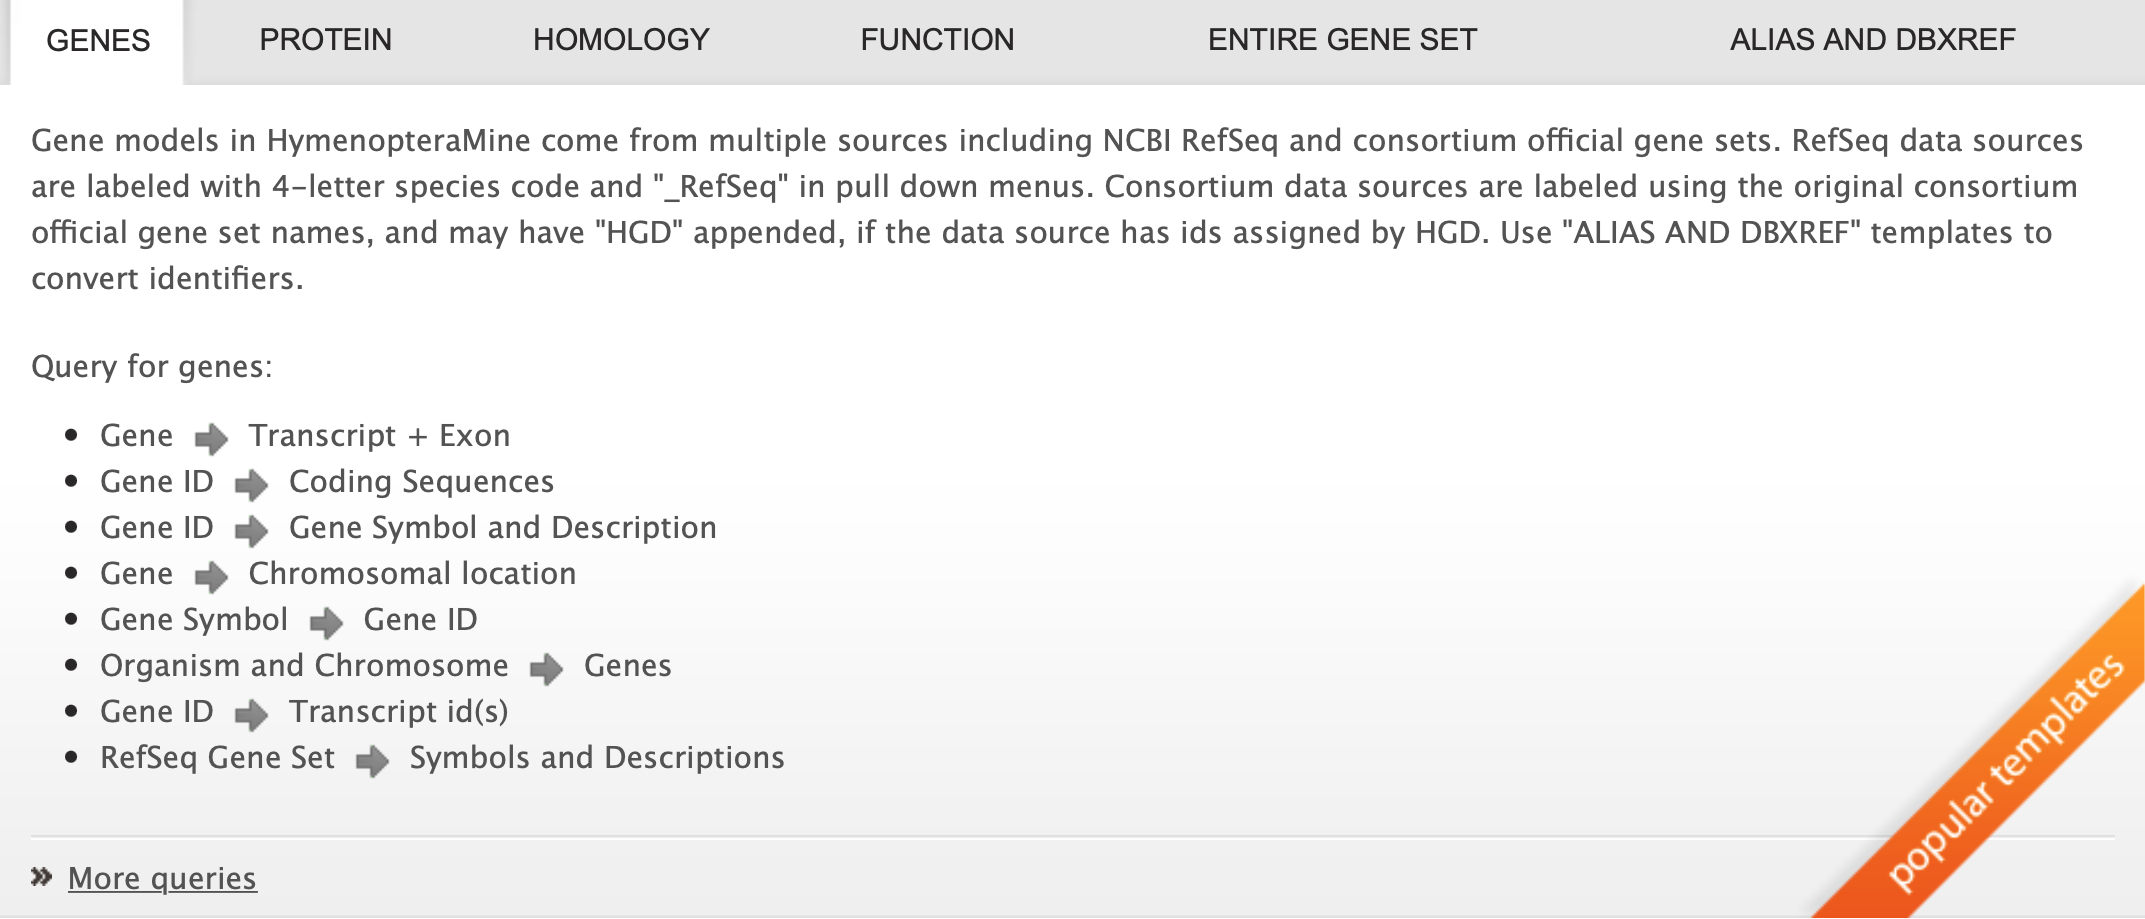 GENES PROTEIN HOMOLOGY FUNCTION ENTIRE GENE SET ALIAS AND DBXREF
Gene models in HymenopteraMine come from multiple sources including NCBI RefSeq and consortium official gene sets. RefSeq data sources
are labeled with 4-letter species code and "_RefSeq" in pull down menus. Consortium data sources are labeled using the original consortium
official gene set names, and may have "HGD" appended, if the data source has ids assigned by HGD. Use "ALIAS AND DBXREF" templates to
convert identifiers.
Query for genes:
Gene Transcript + Exon
Gene ID Coding Sequences
Gene ID Gene Symbol and Description
Gene Chromosomal location
Gene Symbol Gene ID
Organism and Chromosome Genes
Gene ID Transcript id(s)
RefSeq Gene Set Symbols and Descriptions
More queries
popular templates